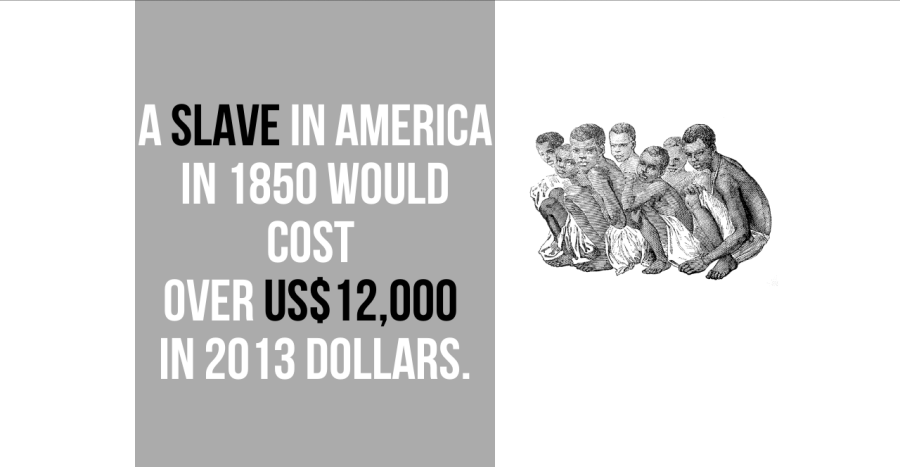 A SLAVE IN AMERICA
IN 1850 WOULD
COST
OVER US$12,000
IN 2013 DOLLARS.